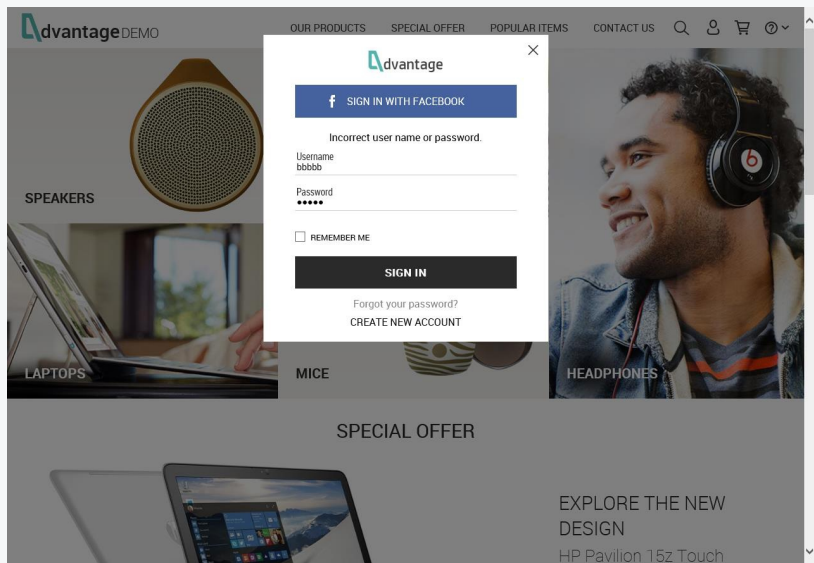 dvantage DEMO
OUR PRODUCTS SPECIAL OFFER POPULAR ITEMS CONTACT US
dvantage
SIGN IN WITH FACEBOOK
Incorrect user name or password.
Username
bbbbb
Password
•••••
REMEMBER ME
SIGN IN
Forgot your password?
CREATE NEW ACCOUNT
SPEAKERS
LAPTOPS
MICE
HEADPHONES
SPECIAL OFFER
EXPLORE THE NEW
DESIGN
HP Pavilion 15z Touch